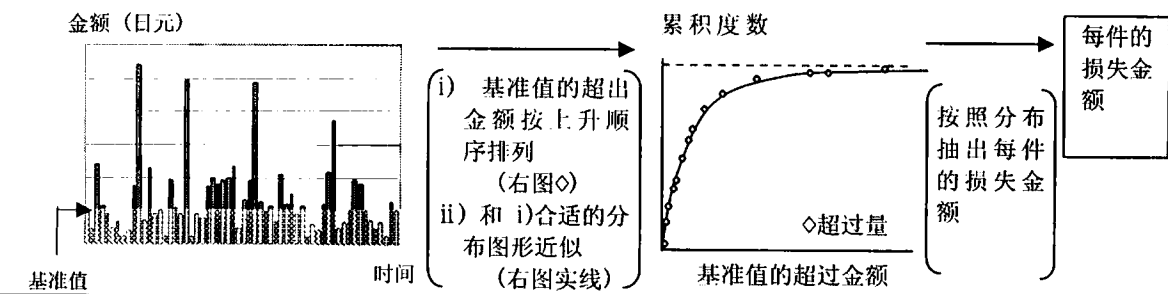 金额（日元）
基准值
时间
i) 基准值的超出
金额按上升顺
序排列
（右图◇）
ii) 和 i)合适的分
布图形近似
（右图实线）
累积度数
◇超过量
基准值的超过金额
按照分布
抽出每件
的损失金
额
每件的
损失金
额